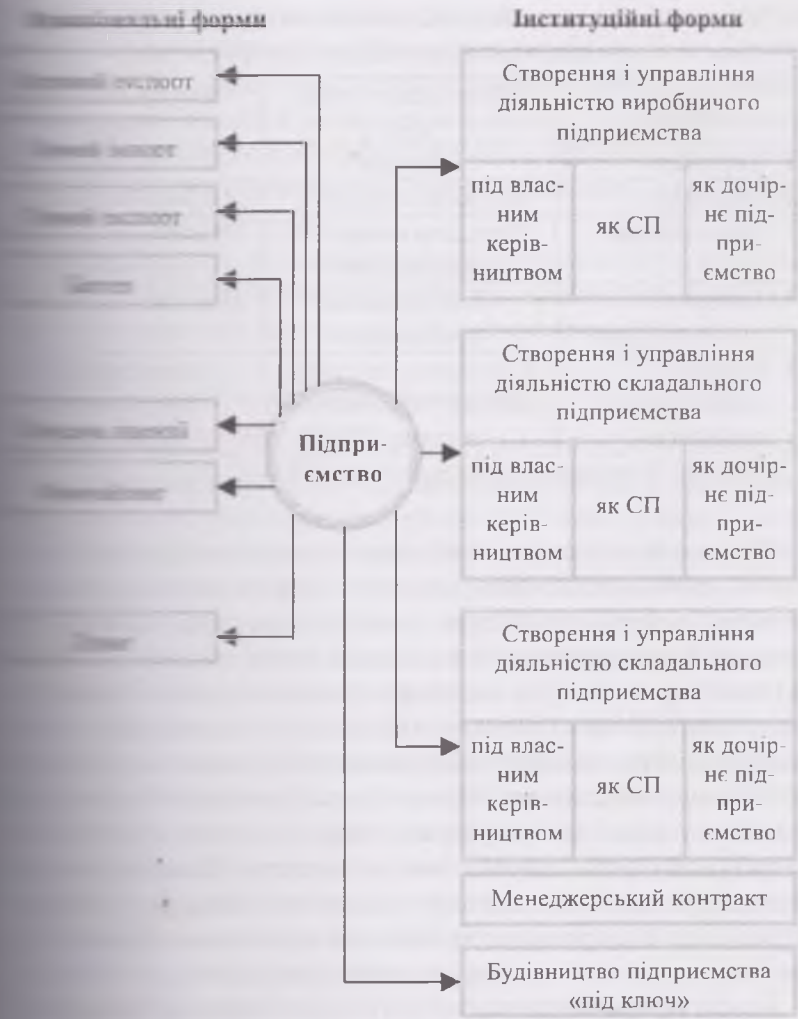 форми
експорт
експорт
Підпри-
ємство
Інституційні форми
Створення і управління
діяльністю виробничого
підприємства
під влас-
ним
керів-
ництвом
як СП
як дочір-
нє під-
при-
ємство
Створення і управління
діяльністю складального
підприємства
під влас-
ним
керів-
ництвом
як СП
як дочір-
нє під-
при-
ємство
Створення і управління
діяльністю складального
підприємства
під влас-
ним
керів-
ництвом
як СП
як дочір-
нє під-
при-
ємство
Менеджерський контракт
Будівництво підприємства
«під ключ»